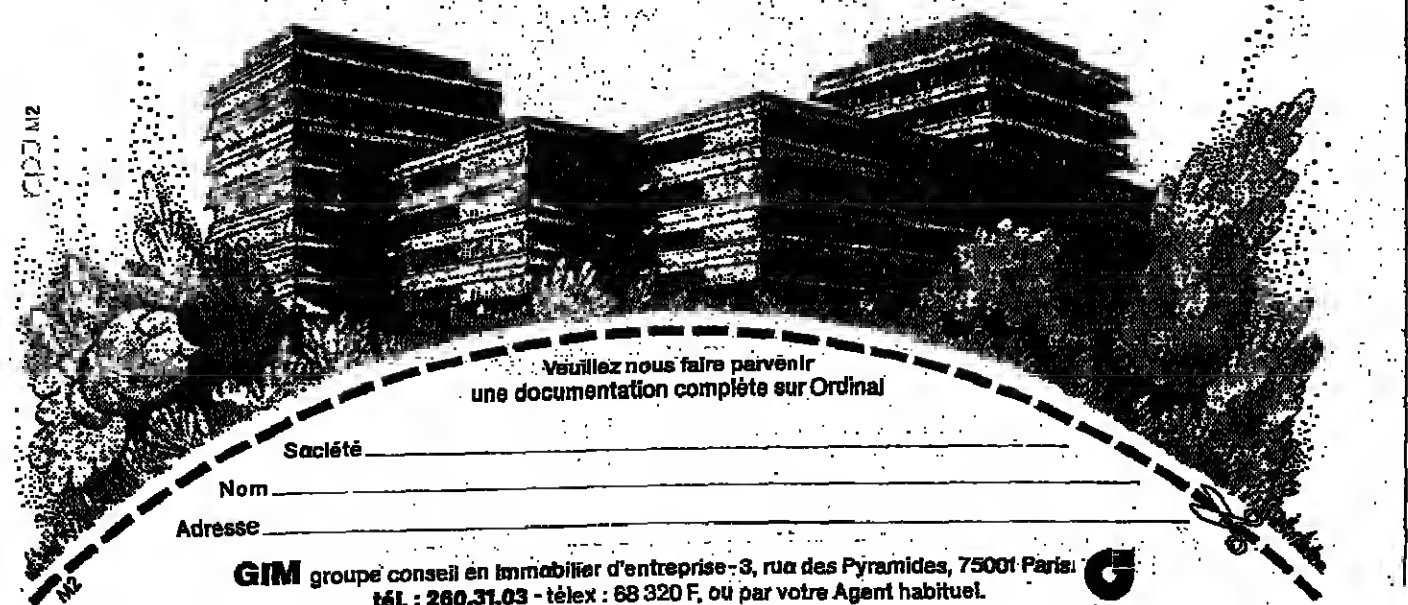 Veuillez nous faire parvenir
une documentation complète sur Ordinal
Société
Nom
Adresse
GIM groupe conseil en immobilier d'entreprise - 3, rue des Pyramides, 75001 Paris.
tél. : 260.31.03 - télex : 68 320 F, ou par votre Agent habituel.
M2